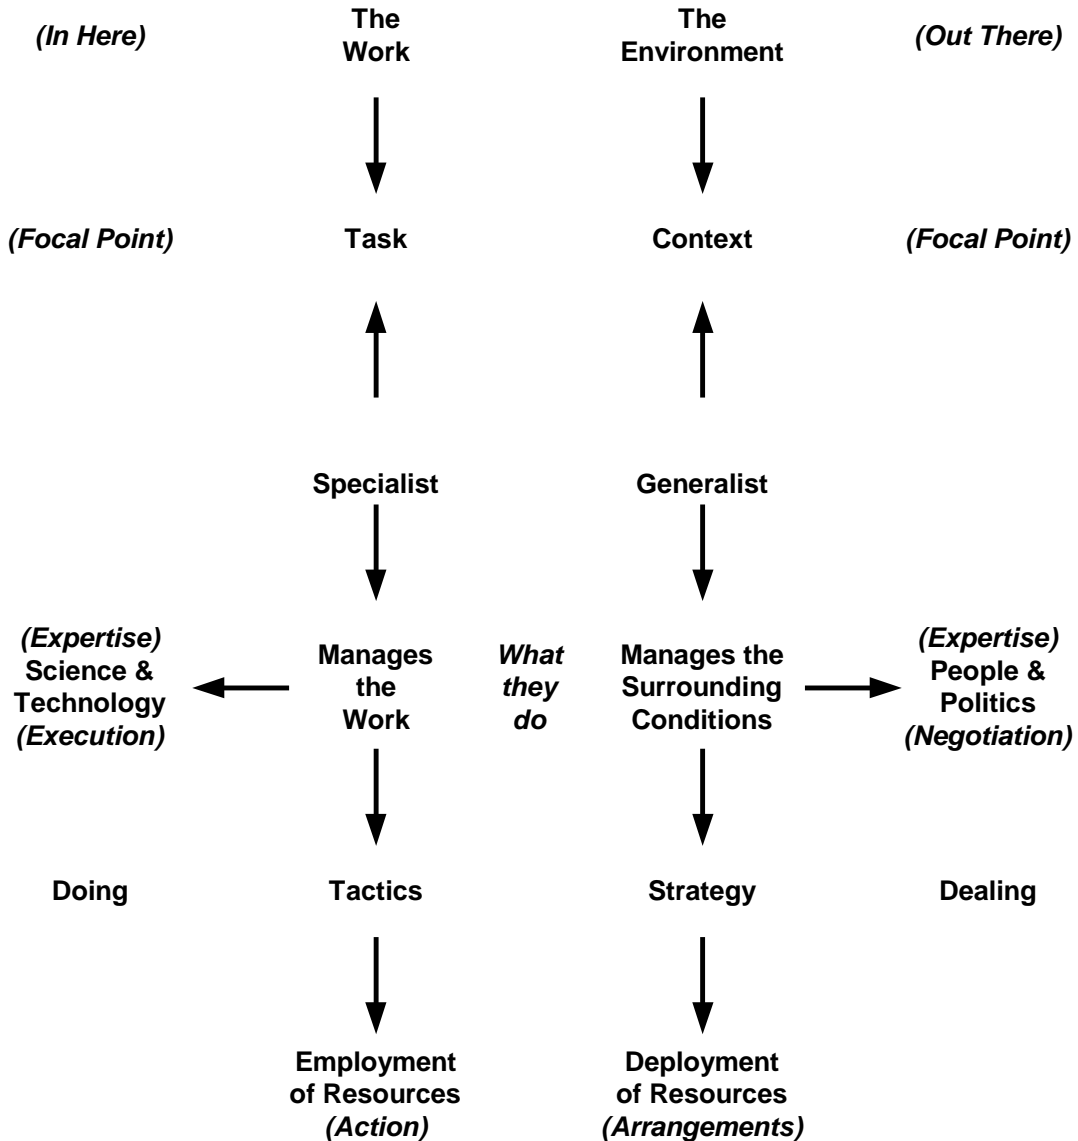 (In Here)
The
Work
The
Environment
(Out There)
(Focal Point)
Task
Context
(Focal Point)
Specialist
Generalist
(Expertise)
Science &
Technology
(Execution)
Manages
the
Work
What
they
do
Manages the
Surrounding
Conditions
(Expertise)
People &
Politics
(Negotiation)
Doing
Tactics
Strategy
Dealing
Employment
of Resources
(Action)
Deployment
of Resources
(Arrangements)